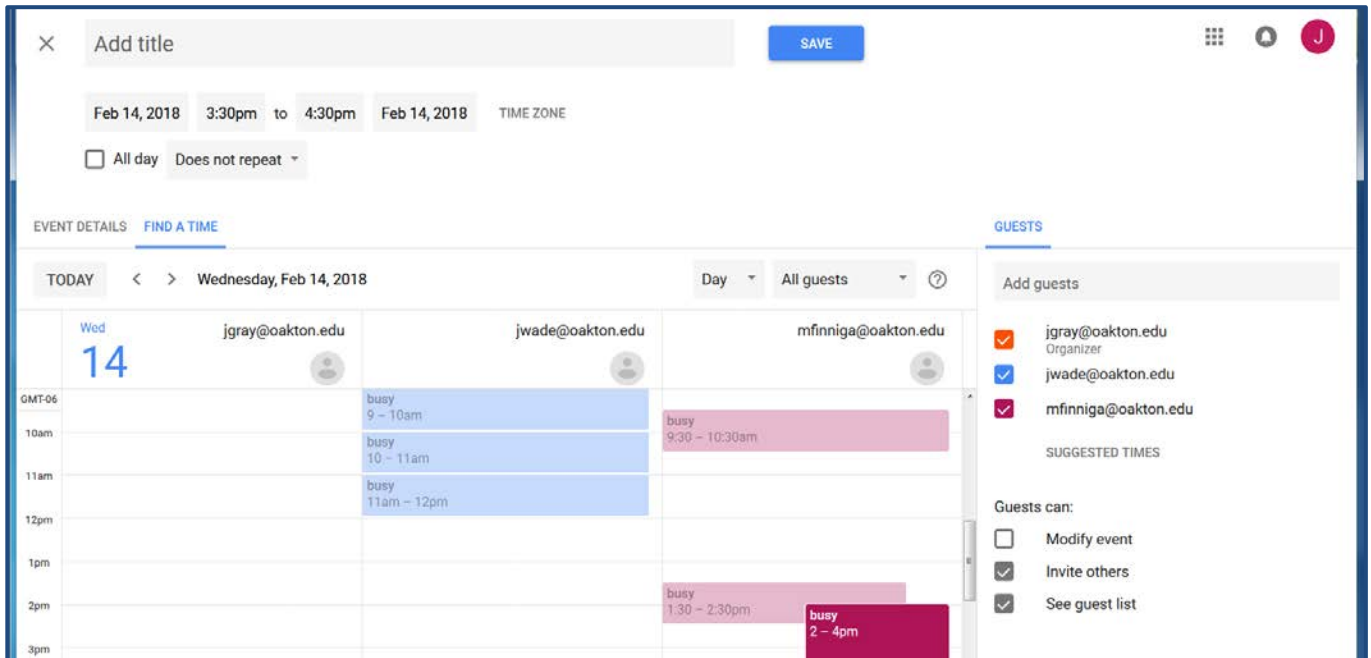 Add title
SAVE
J
Feb 14, 2018 3:30pm to 4:30pm Feb 14, 2018 TIME ZONE
All day Does not repeat
EVENT DETAILS FIND A TIME
GUESTS
TODAY < > Wednesday, Feb 14, 2018 Day All guests ?
Add guests
Wed
14
jgray@oakton.edu
jwade@oakton.edu
mfinniga@oakton.edu
GMT-06
10am
11am
12pm
1pm
2pm
3pm
busy
9 – 10am
busy
10 – 11am
busy
11am – 12pm
busy
9:30 – 10:30am
busy
1:30 – 2:30pm
busy
2 – 4pm
jgray@oakton.edu
Organizer
jwade@oakton.edu
mfinniga@oakton.edu
SUGGESTED TIMES
Guests can:
Modify event
Invite others
See guest list